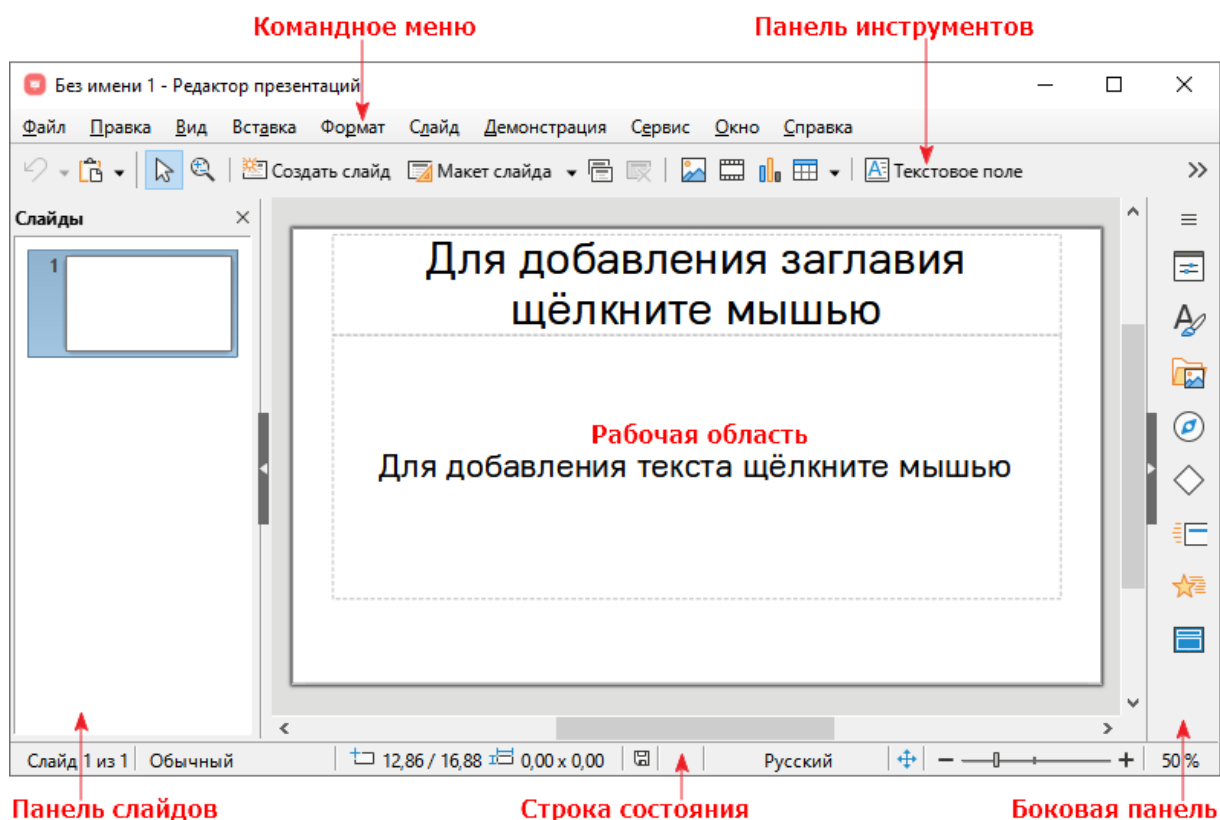 Командное меню Панель инструментов
Без имени 1 - Редактор презентаций
Файл Правка Вид Вставка Формат Слайд Демонстрация Сервис Окно Справка
Создать слайд Макет слайда Текстовое поле
Слайды
1
Для добавления заглавия
щёлкните мышью
Рабочая область
Для добавления текста щёлкните мышью
Слайд 1 из 1 Обычный 12,86 / 16,88 0,00 x 0,00 Русский 50 %
Панель слайдов Строка состояния Боковая панель